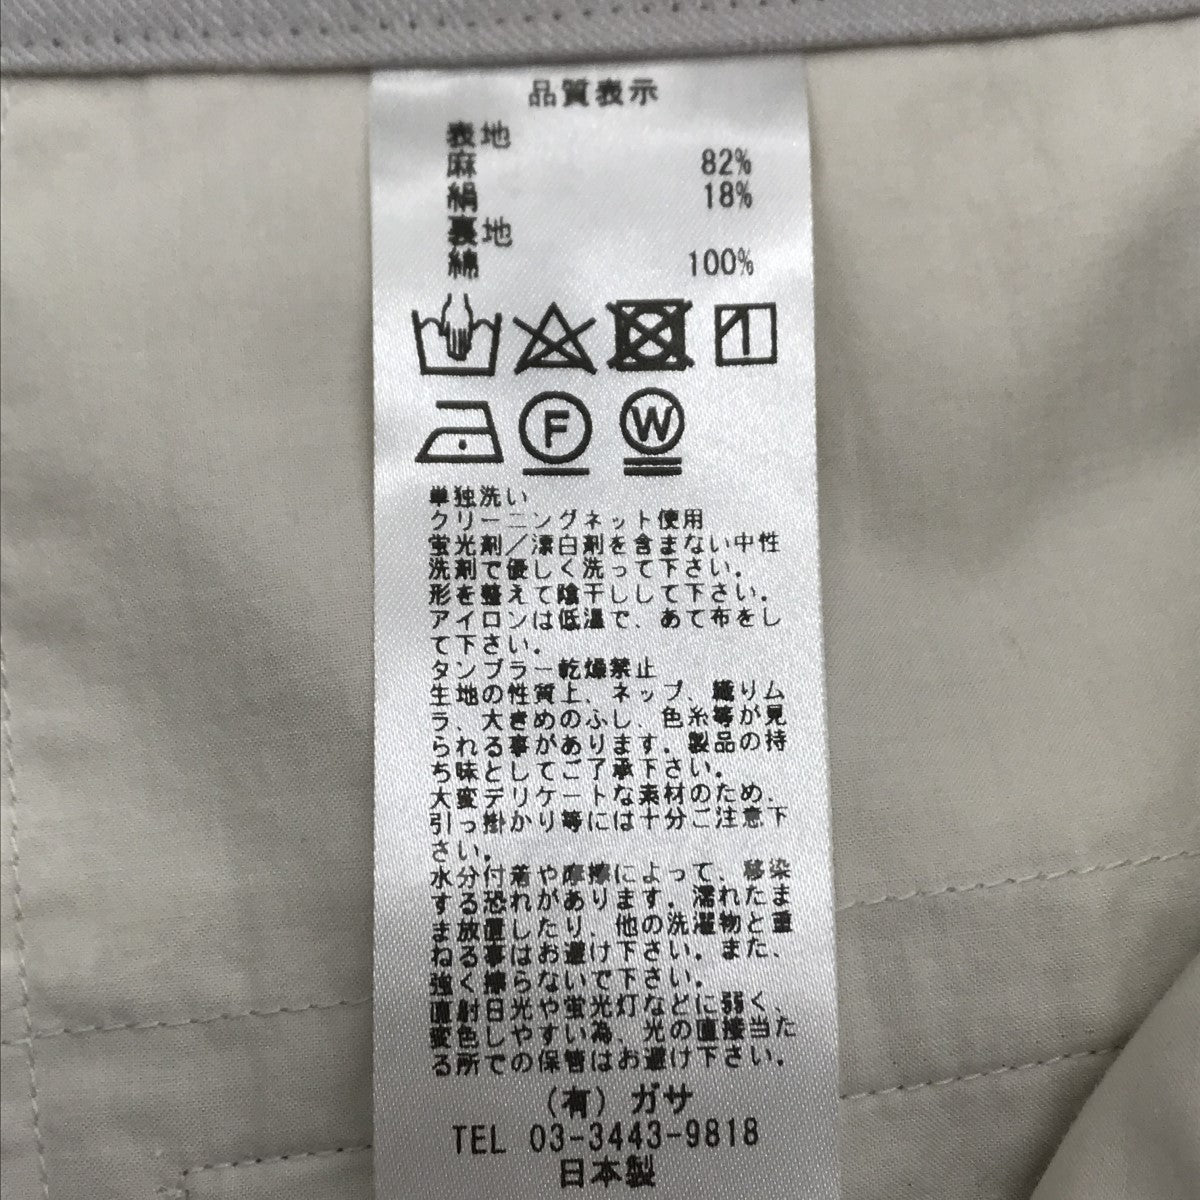 品質表示
表地
麻 82%
絹 18%
裏地
綿 100%
F W
単独洗い
クリーニングネット使用
蛍光剤/漂白剤を含まない中性
洗剤で優しく洗って下さい。
形を整えて陰干しして下さい。
アイロンは低温で、あて布をし
て下さい。
タンブラー乾燥禁止
生地の性質上、ネップ、織りム
ラ、大きめのふし、色糸等が見
られる事があります。製品の持
ち味としてご了承下さい。
大変デリケートな素材のため、
引っ掛かり等には十分ご注意下
さい。
水分付着や摩擦によって、移染
する恐れがあります。濡れたま
ま放置したり、他の洗濯物と重
ねる事はお避け下さい。また、
強く擦らないで下さい。
直射日光や蛍光灯などに弱く、
変色しやすい為、光の直接当た
る所での保管はお避け下さい。
(有)ガサ
TEL 03-3443-9818
日本製